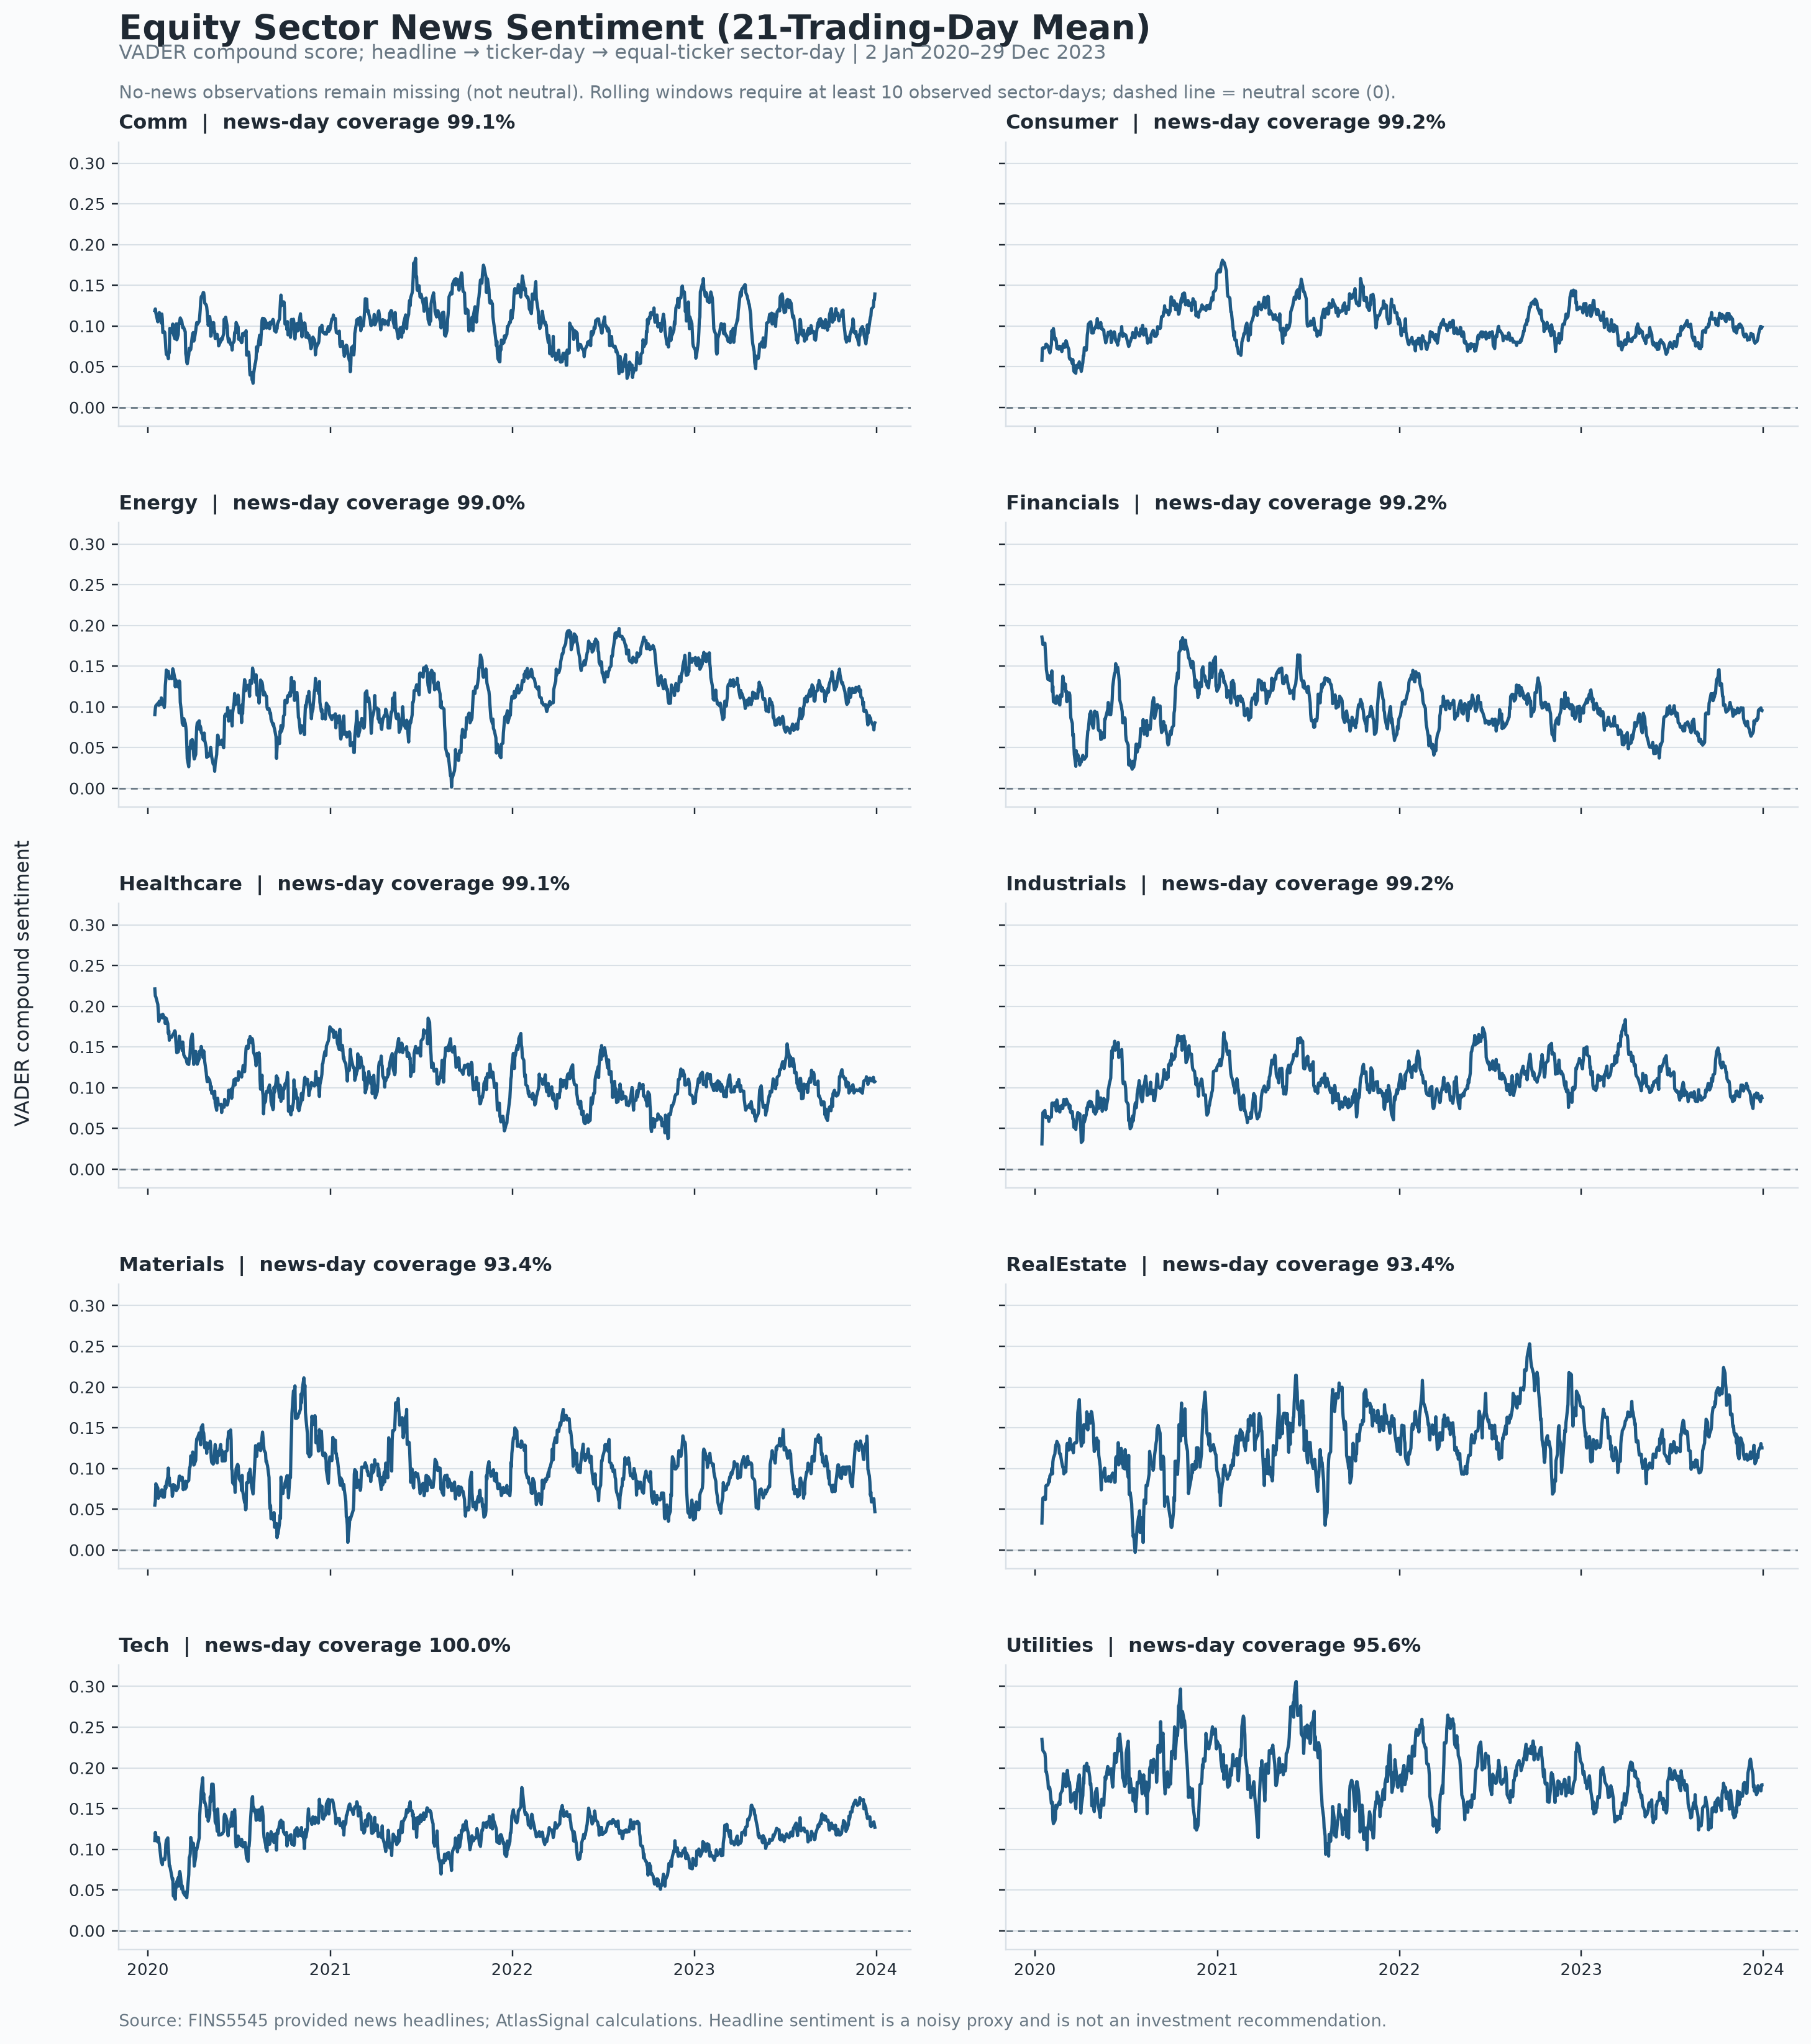 Equity Sector News Sentiment (21-Trading-Day Mean)
VADER compound score; headline → ticker-day → equal-ticker sector-day | 2 Jan 2020–29 Dec 2023
No-news observations remain missing (not neutral). Rolling windows require at least 10 observed sector-days; dashed line = neutral score (0).
Comm | news-day coverage 99.1%
0.30
0.25
0.20
0.15
0.10
0.05
0.00
Consumer | news-day coverage 99.2%
Energy | news-day coverage 99.0%
0.30
0.25
0.20
0.15
0.10
0.05
0.00
Financials | news-day coverage 99.2%
VADER compound sentiment
Healthcare | news-day coverage 99.1%
0.30
0.25
0.20
0.15
0.10
0.05
0.00
Industrials | news-day coverage 99.2%
Materials | news-day coverage 93.4%
0.30
0.25
0.20
0.15
0.10
0.05
0.00
RealEstate | news-day coverage 93.4%
Tech | news-day coverage 100.0%
0.30
0.25
0.20
0.15
0.10
0.05
0.00
2020 2021 2022 2023 2024
Utilities | news-day coverage 95.6%
2020 2021 2022 2023 2024
Source: FINS5545 provided news headlines; AtlasSignal calculations. Headline sentiment is a noisy proxy and is not an investment recommendation.